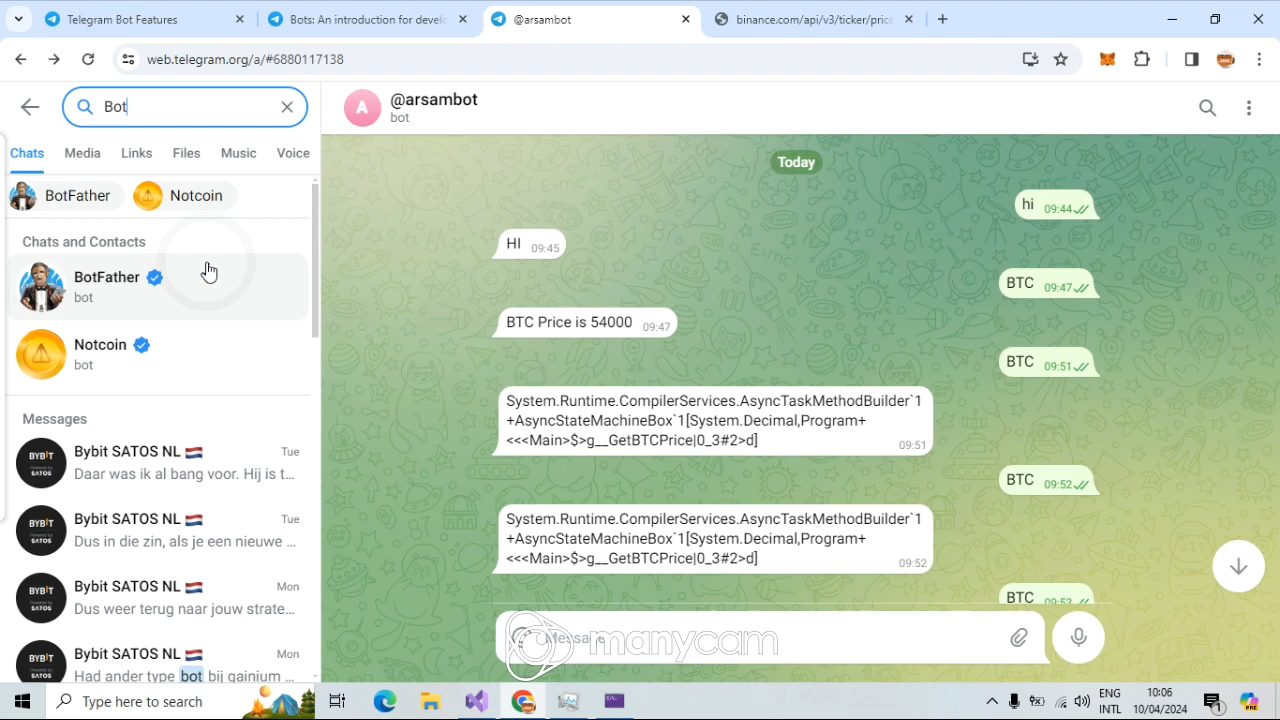 Telegram Bot Features
Bots: An introduction for devel
@arsambot
binance.com/api/v3/ticker/price
web.telegram.org/a/#6880117138
Bot
Chats Media Links Files Music Voice
BotFather Notcoin
Chats and Contacts
BotFather
bot
Notcoin
bot
Messages
Bybit SATOS NL Tue
Daar was ik al bang voor. Hij is t...
Bybit SATOS NL Tue
Dus in die zin, als je een nieuwe ...
Bybit SATOS NL Mon
Dus weer terug naar jouw strate...
Bybit SATOS NL Mon
Had ander type bot bij gainium ...
A
@arsambot
bot
Today
hi 09:44
HI 09:45
BTC 09:47
BTC Price is 54000 09:47
BTC 09:51
System.Runtime.CompilerServices.AsyncTaskMethodBuilder`1
+AsyncStateMachineBox`1[System.Decimal,Program+
<<<Main>$>g__GetBTCPrice|0_3#2>d]
09:51
BTC 09:52
System.Runtime.CompilerServices.AsyncTaskMethodBuilder`1
+AsyncStateMachineBox`1[System.Decimal,Program+
<<<Main>$>g__GetBTCPrice|0_3#2>d]
09:52
BTC 09:53
Message
manycam
Type here to search
ENG
INTL
10:06
10/04/2024